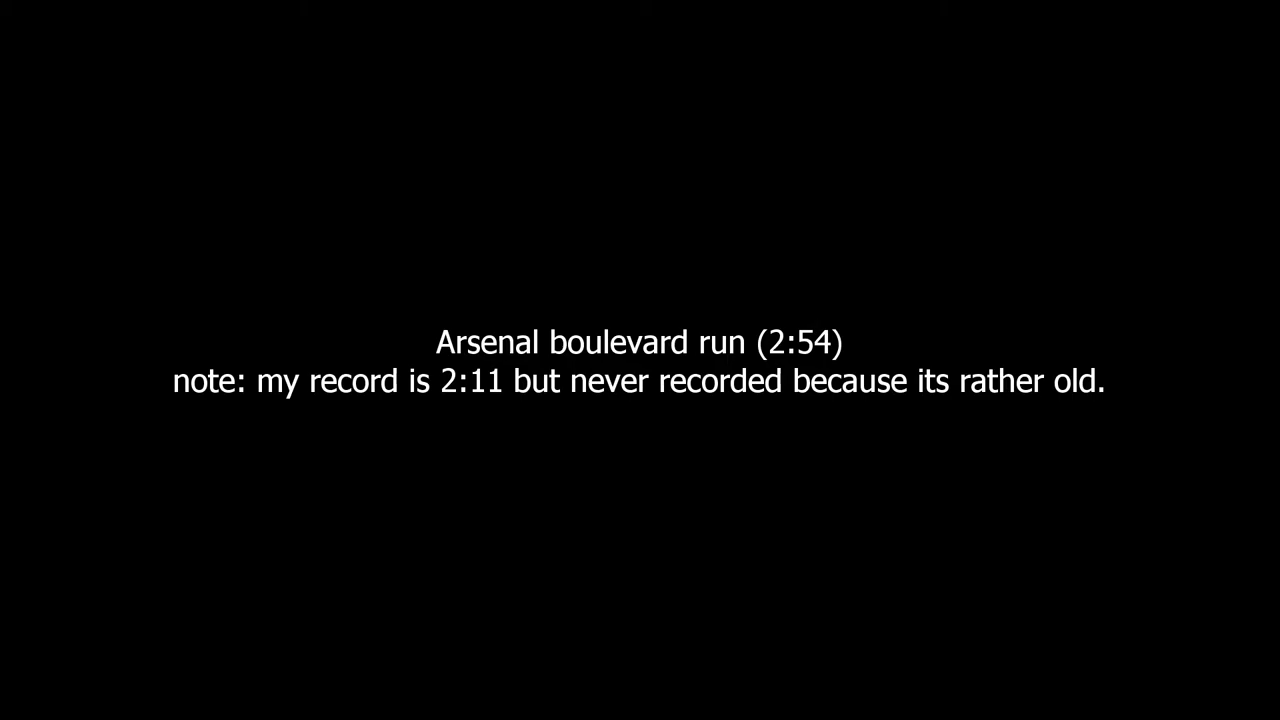 Arsenal boulevard run (2:54)
note: my record is 2:11 but never recorded because its rather old.